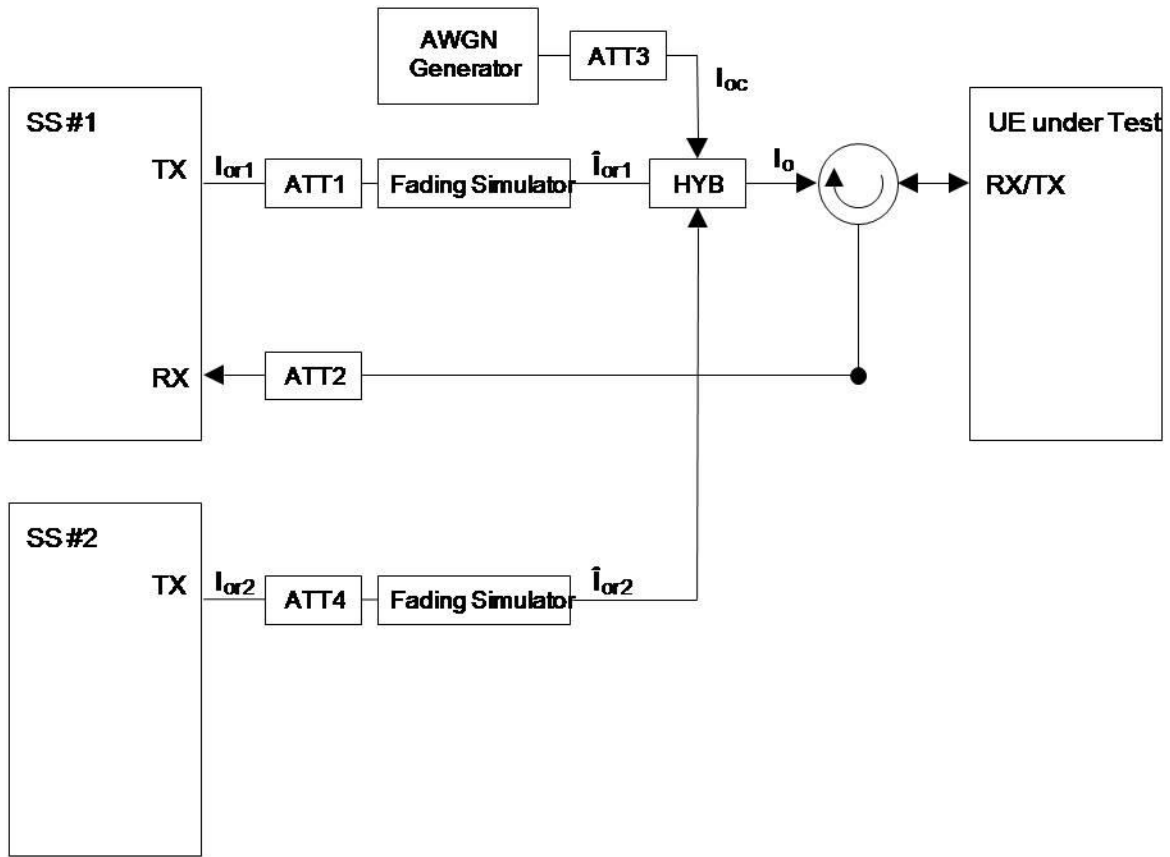 AWGN
Generator
ATT3
Ioc
SS #1
UE under Test
TX
Ior1
ATT1
Fading Simulator
Îor1
HYB
Io
RX/TX
RX
ATT2
SS #2
TX
Ior2
ATT4
Fading Simulator
Îor2